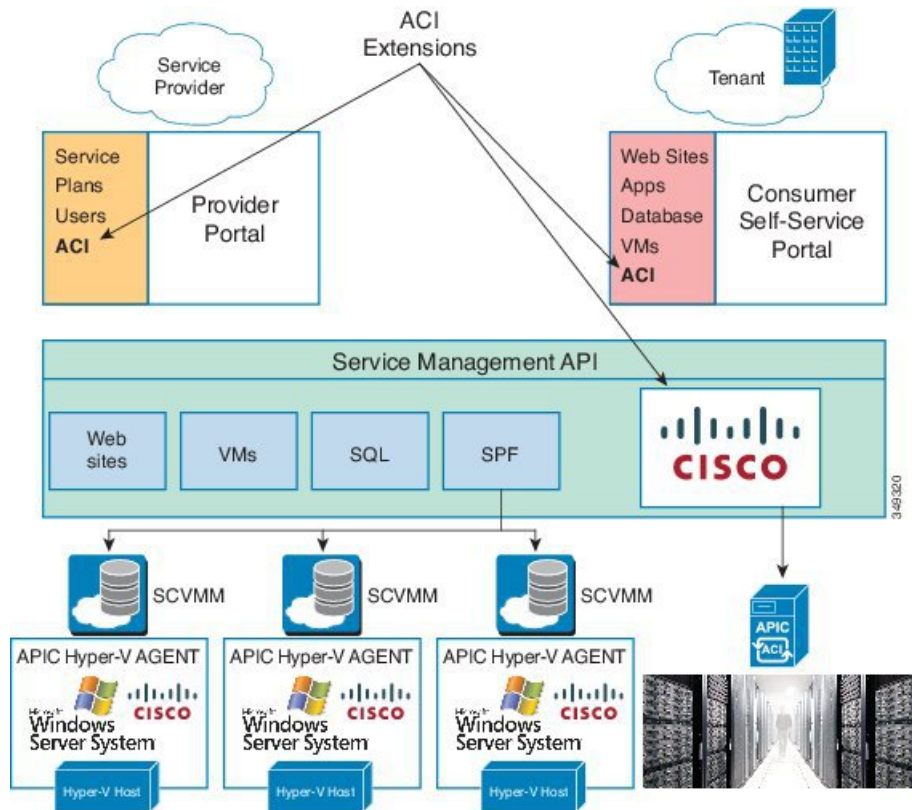 ACI
Extensions
Service
Provider
Tenant
Service
Plans
Users
ACI
Provider
Portal
Web Sites
Apps
Database
VMs
ACI
Consumer
Self-Service
Portal
Service Management API
Web
sites
VMs
SQL
SPF
CISCO
349320
SCVMM
SCVMM
SCVMM
APIC Hyper-V AGENT
Windows
Server System
CISCO
Hyper-V Host
APIC Hyper-V AGENT
Windows
Server System
CISCO
Hyper-V Host
APIC Hyper-V AGENT
Windows
Server System
CISCO
Hyper-V Host
APIC
ACI